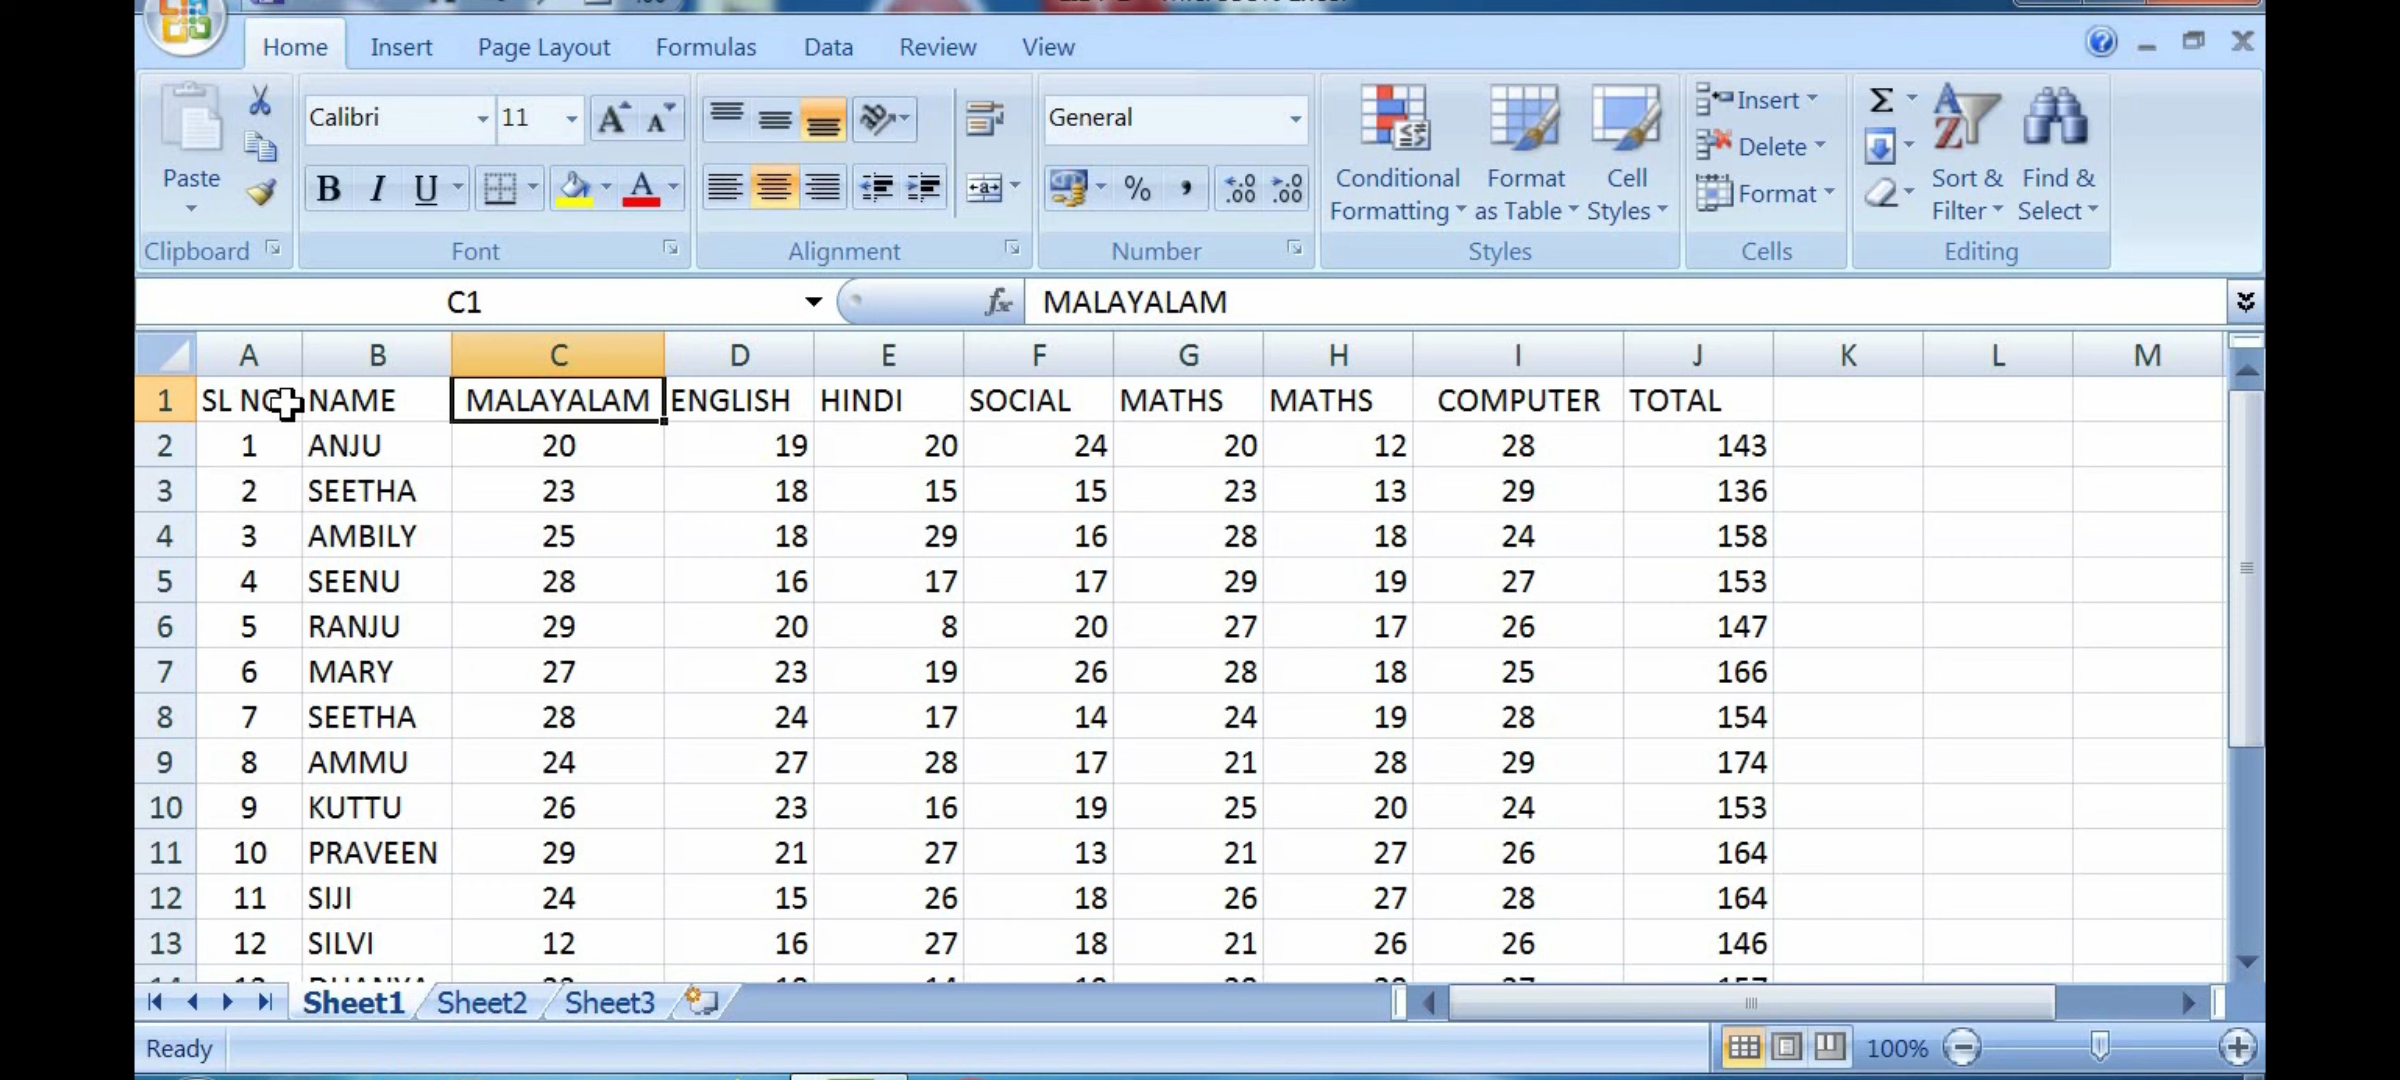 Home Insert Page Layout Formulas Data Review View
Calibri 11 A A General Insert
Delete
Paste B I U A % , .00 .00 Conditional Formatting Format as Table Cell Styles Format Sort & Filter Find & Select
Clipboard Font Alignment Number Styles Cells Editing
C1 fx MALAYALAM
A B C D E F G H I J K L M
1 SL NO NAME MALAYALAM ENGLISH HINDI SOCIAL MATHS MATHS COMPUTER TOTAL
2 1 ANJU 20 19 20 24 20 12 28 143
3 2 SEETHA 23 18 15 15 23 13 29 136
4 3 AMBILY 25 18 29 16 28 18 24 158
5 4 SEENU 28 16 17 17 29 19 27 153
6 5 RANJU 29 20 8 20 27 17 26 147
7 6 MARY 27 23 19 26 28 18 25 166
8 7 SEETHA 28 24 17 14 24 19 28 154
9 8 AMMU 24 27 28 17 21 28 29 174
10 9 KUTTU 26 23 16 19 25 20 24 153
11 10 PRAVEEN 29 21 27 13 21 27 26 164
12 11 SIJI 24 15 26 18 26 27 28 164
13 12 SILVI 12 16 27 18 21 26 26 146
Sheet1 Sheet2 Sheet3
Ready 100%